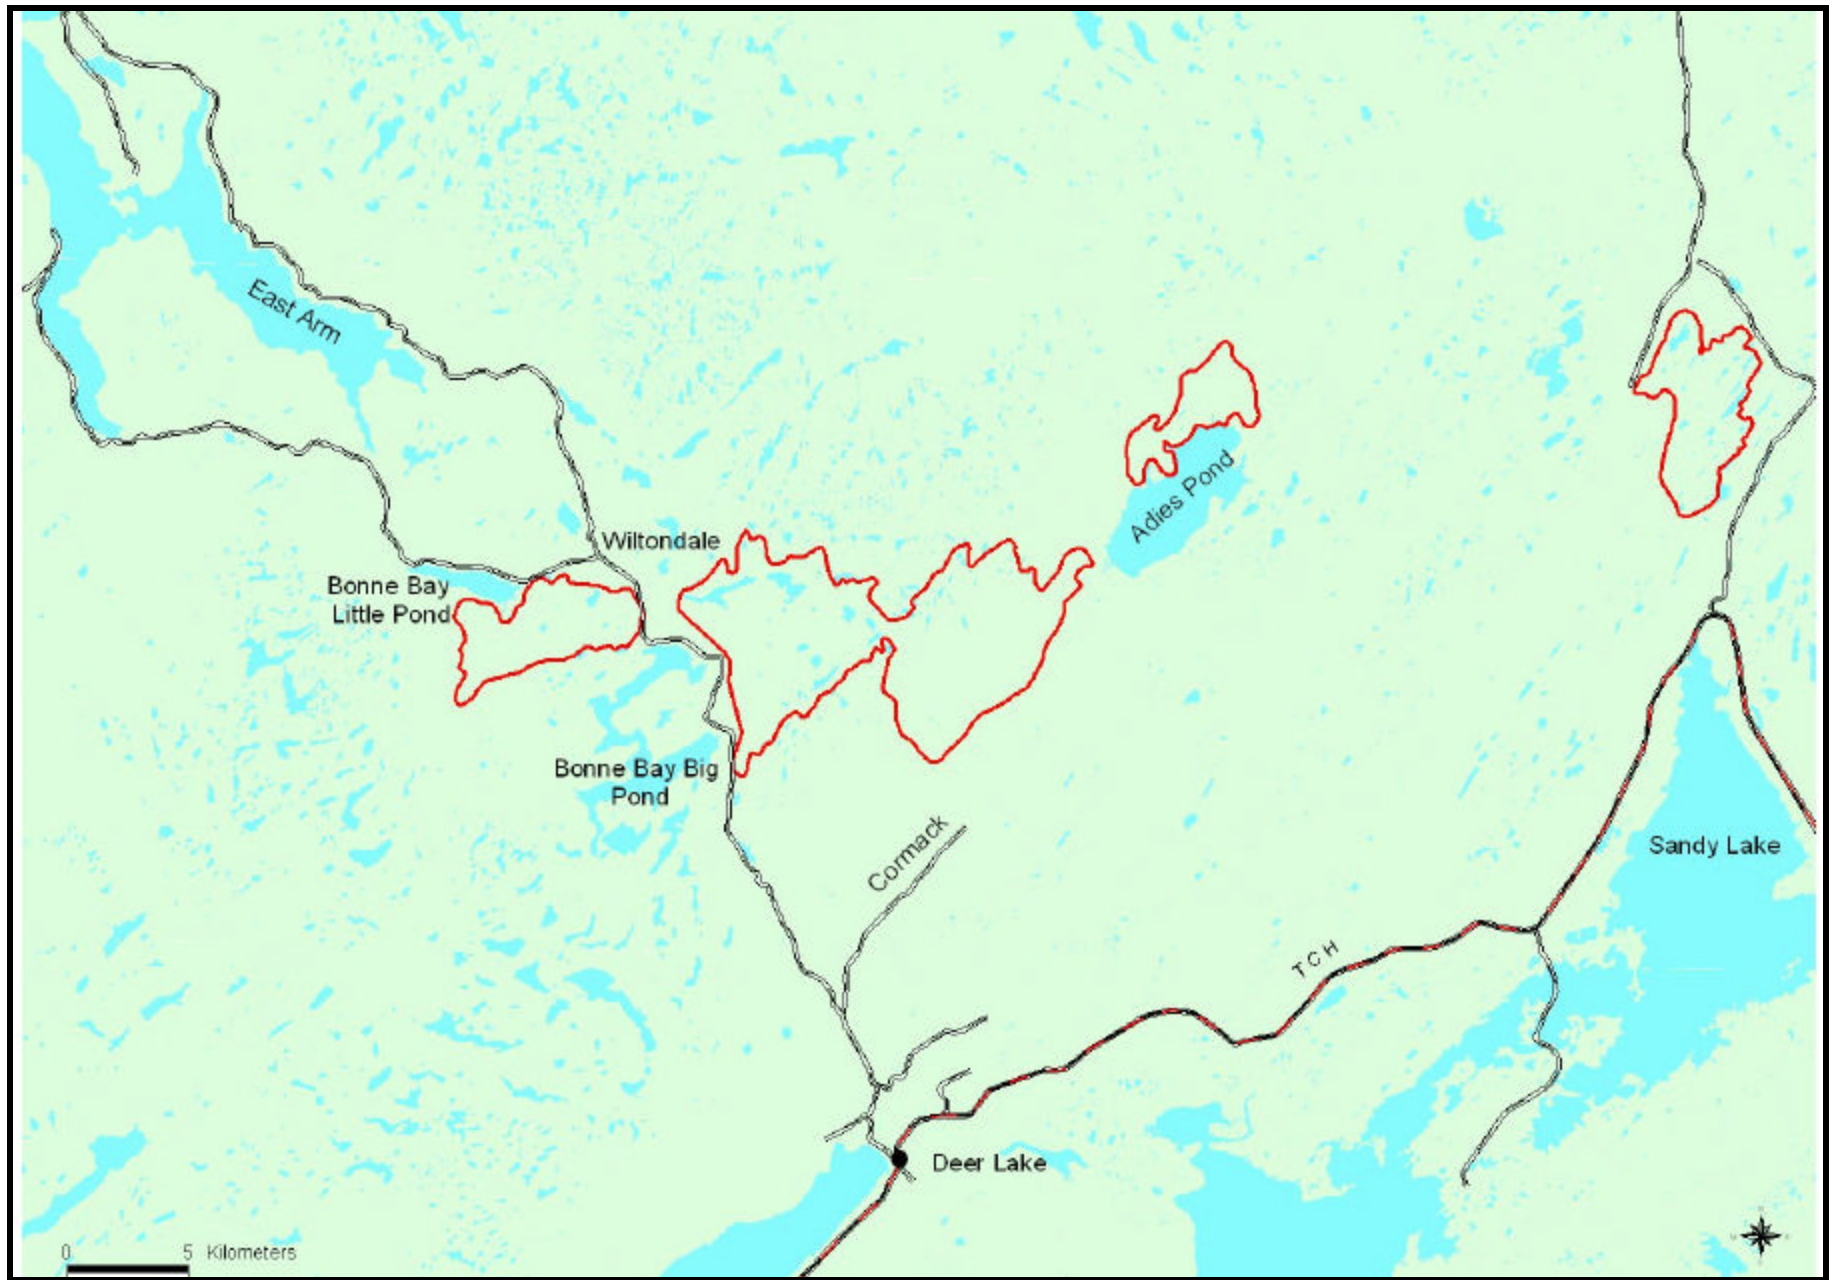 East Arm
Adies Pond
Wiltondale
Bonne Bay
Little Pond
Bonne Bay Big
Pond
Cormack
Sandy Lake
TCH
Deer Lake
0 5 Kilometers